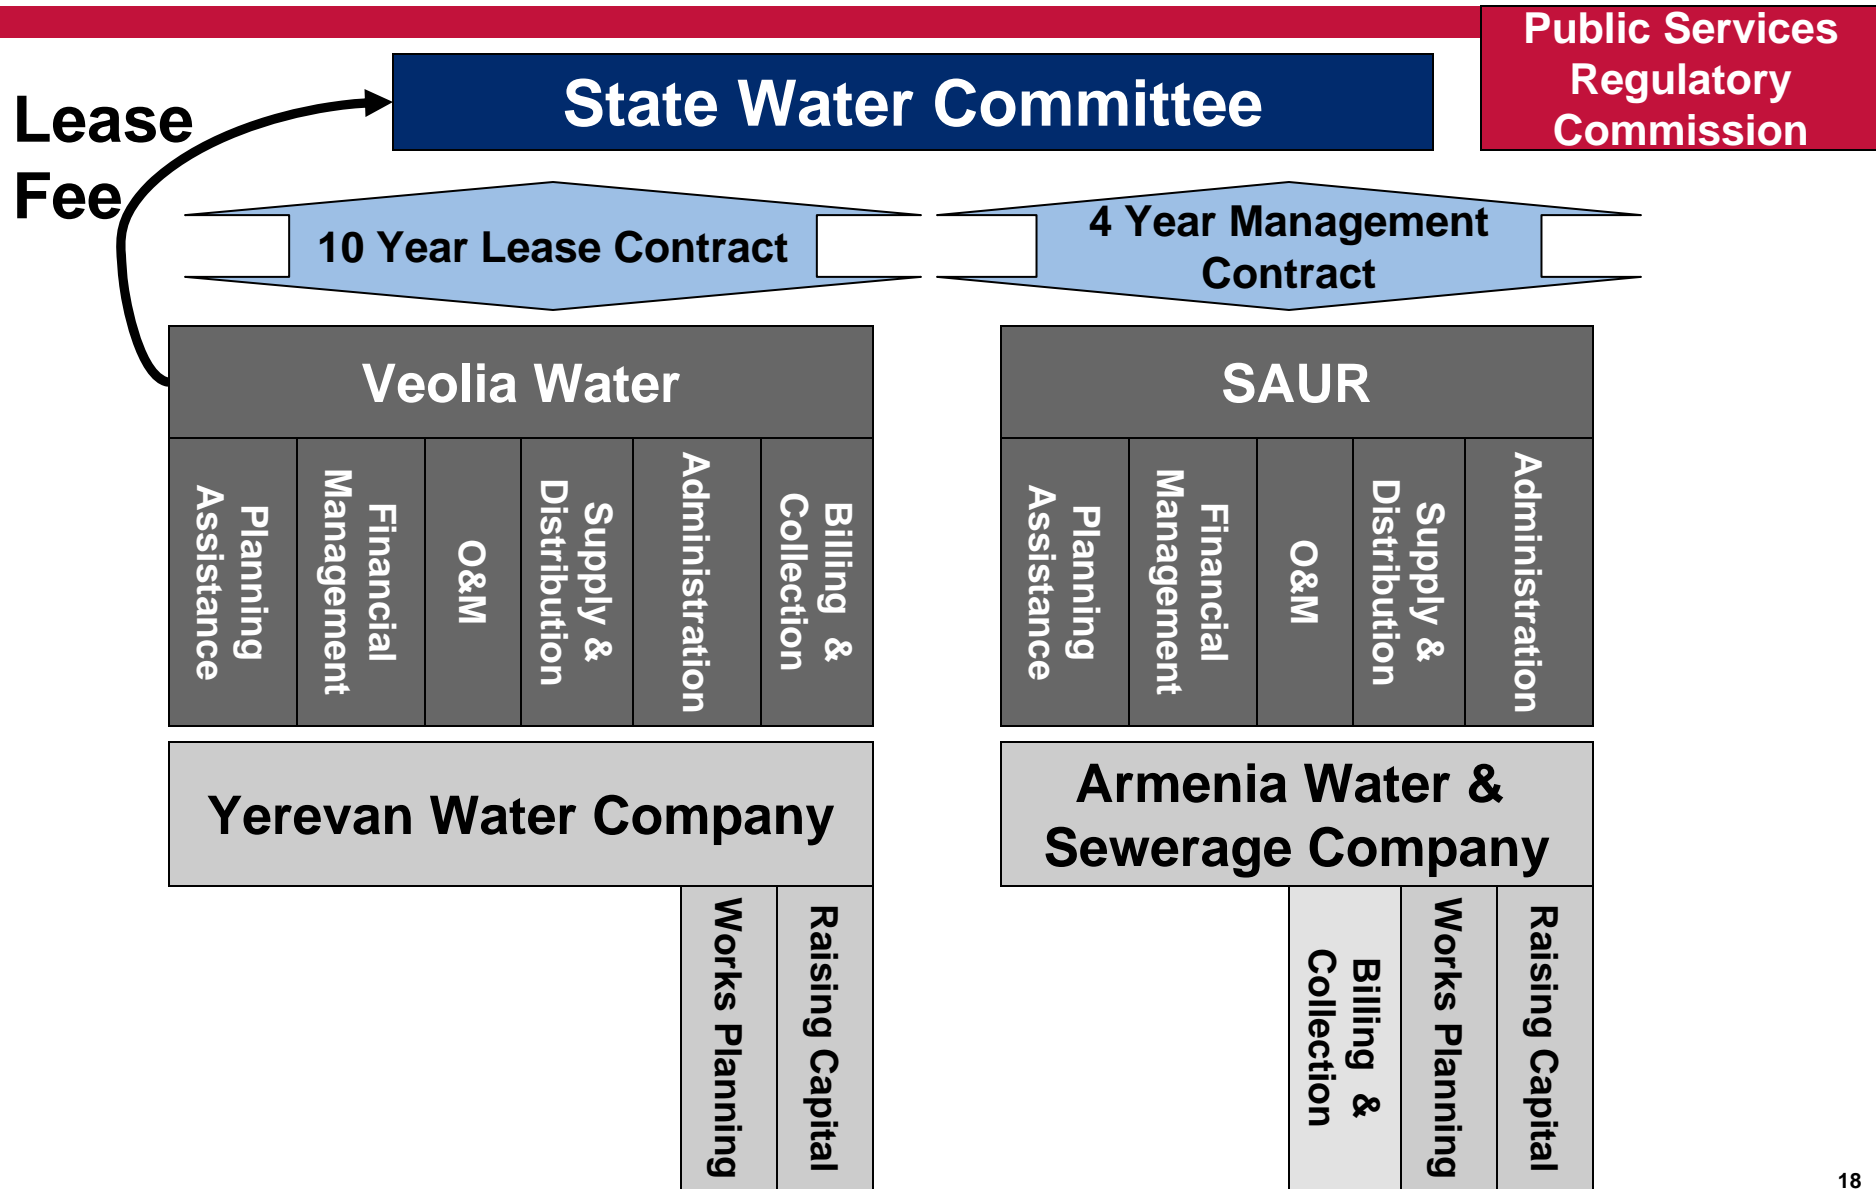 Public Services
Regulatory
Commission
State Water Committee
Lease
Fee
10 Year Lease Contract
4 Year Management
Contract
Veolia Water
SAUR
Planning
Assistance
Financial
Management
O&M
Supply &
Distribution
Administration
Billing &
Collection
Planning
Assistance
Financial
Management
O&M
Supply &
Distribution
Administration
Yerevan Water Company
Armenia Water &
Sewerage Company
Works Planning
Raising Capital
Billing &
Collection
Works Planning
Raising Capital
18